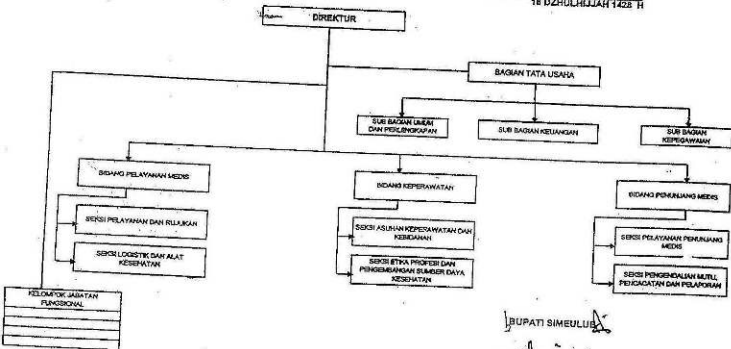 18 DZHULHIJJAH 1428 H
DIREKTUR
BAGIAN TATA USAHA
SUB BAGIAN UMUM
DAN PERLENGKAPAN
SUB BAGIAN KEUANGAN
SUB BAGIAN
KEPEGAWAIAN
BIDANG PELAYANAN MEDIS
BIDANG KEPERAWATAN
BIDANG PENUNJANG MEDIS
SEKSI PELAYANAN DAN RUJUKAN
SEKSI ASUHAN KEPERAWATAN DAN
KEBIDANAN
SEKSI PELAYANAN PENUNJANG
MEDIS
SEKSI LOGISTIK DAN ALAT
KESEHATAN
SEKSI ETIKA PROFESI DAN
PENGEMBANGAN SUMBER DAYA
KESEHATAN
SEKSI PENGENDALIAN MUTU,
PENCACATAN DAN PELAPORAN
KELOMPOK JABATAN
FUNGSIONAL
BUPATI SIMEULUE